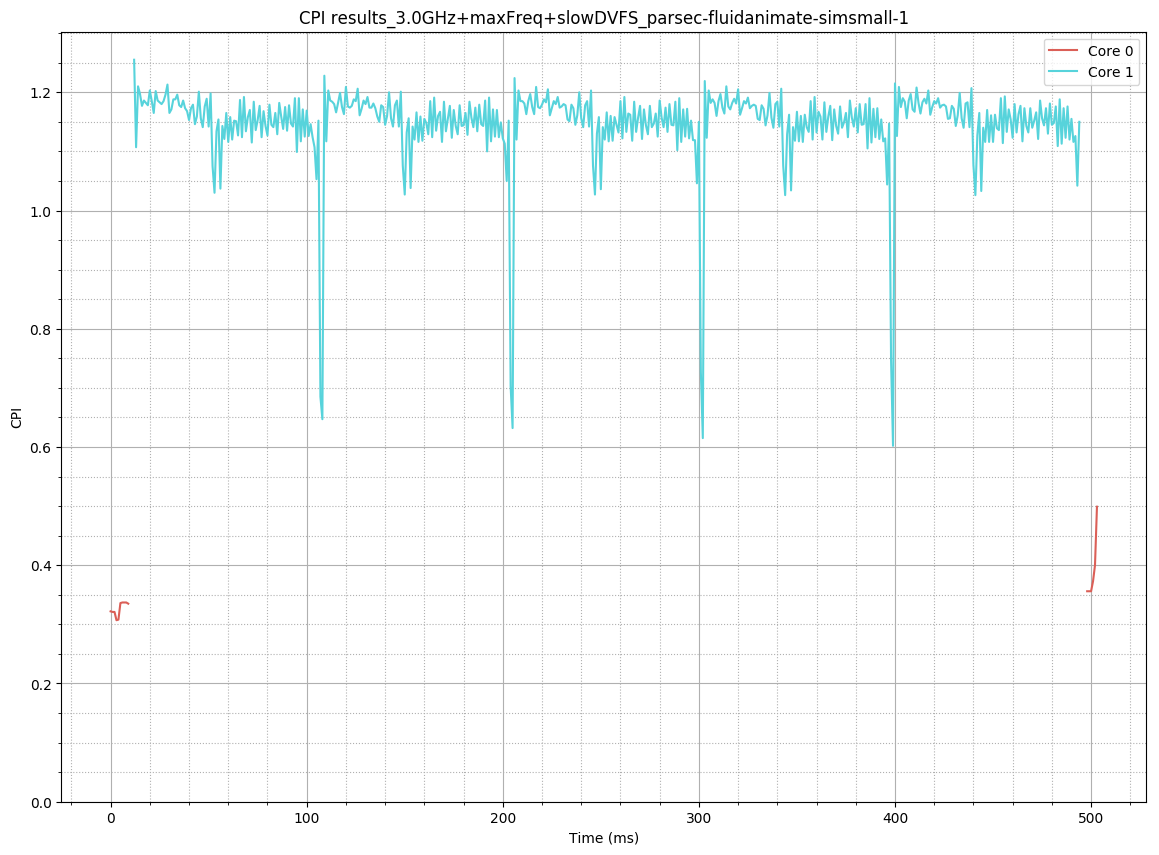 CPI results_3.0GHz+maxFreq+slowDVFS_parsec-fluidanimate-simsmall-1
Core 0
Core 1
1.2
1.0
0.8
0.6
0.4
0.2
0.0
CPI
0 100 200 300 400 500
Time (ms)